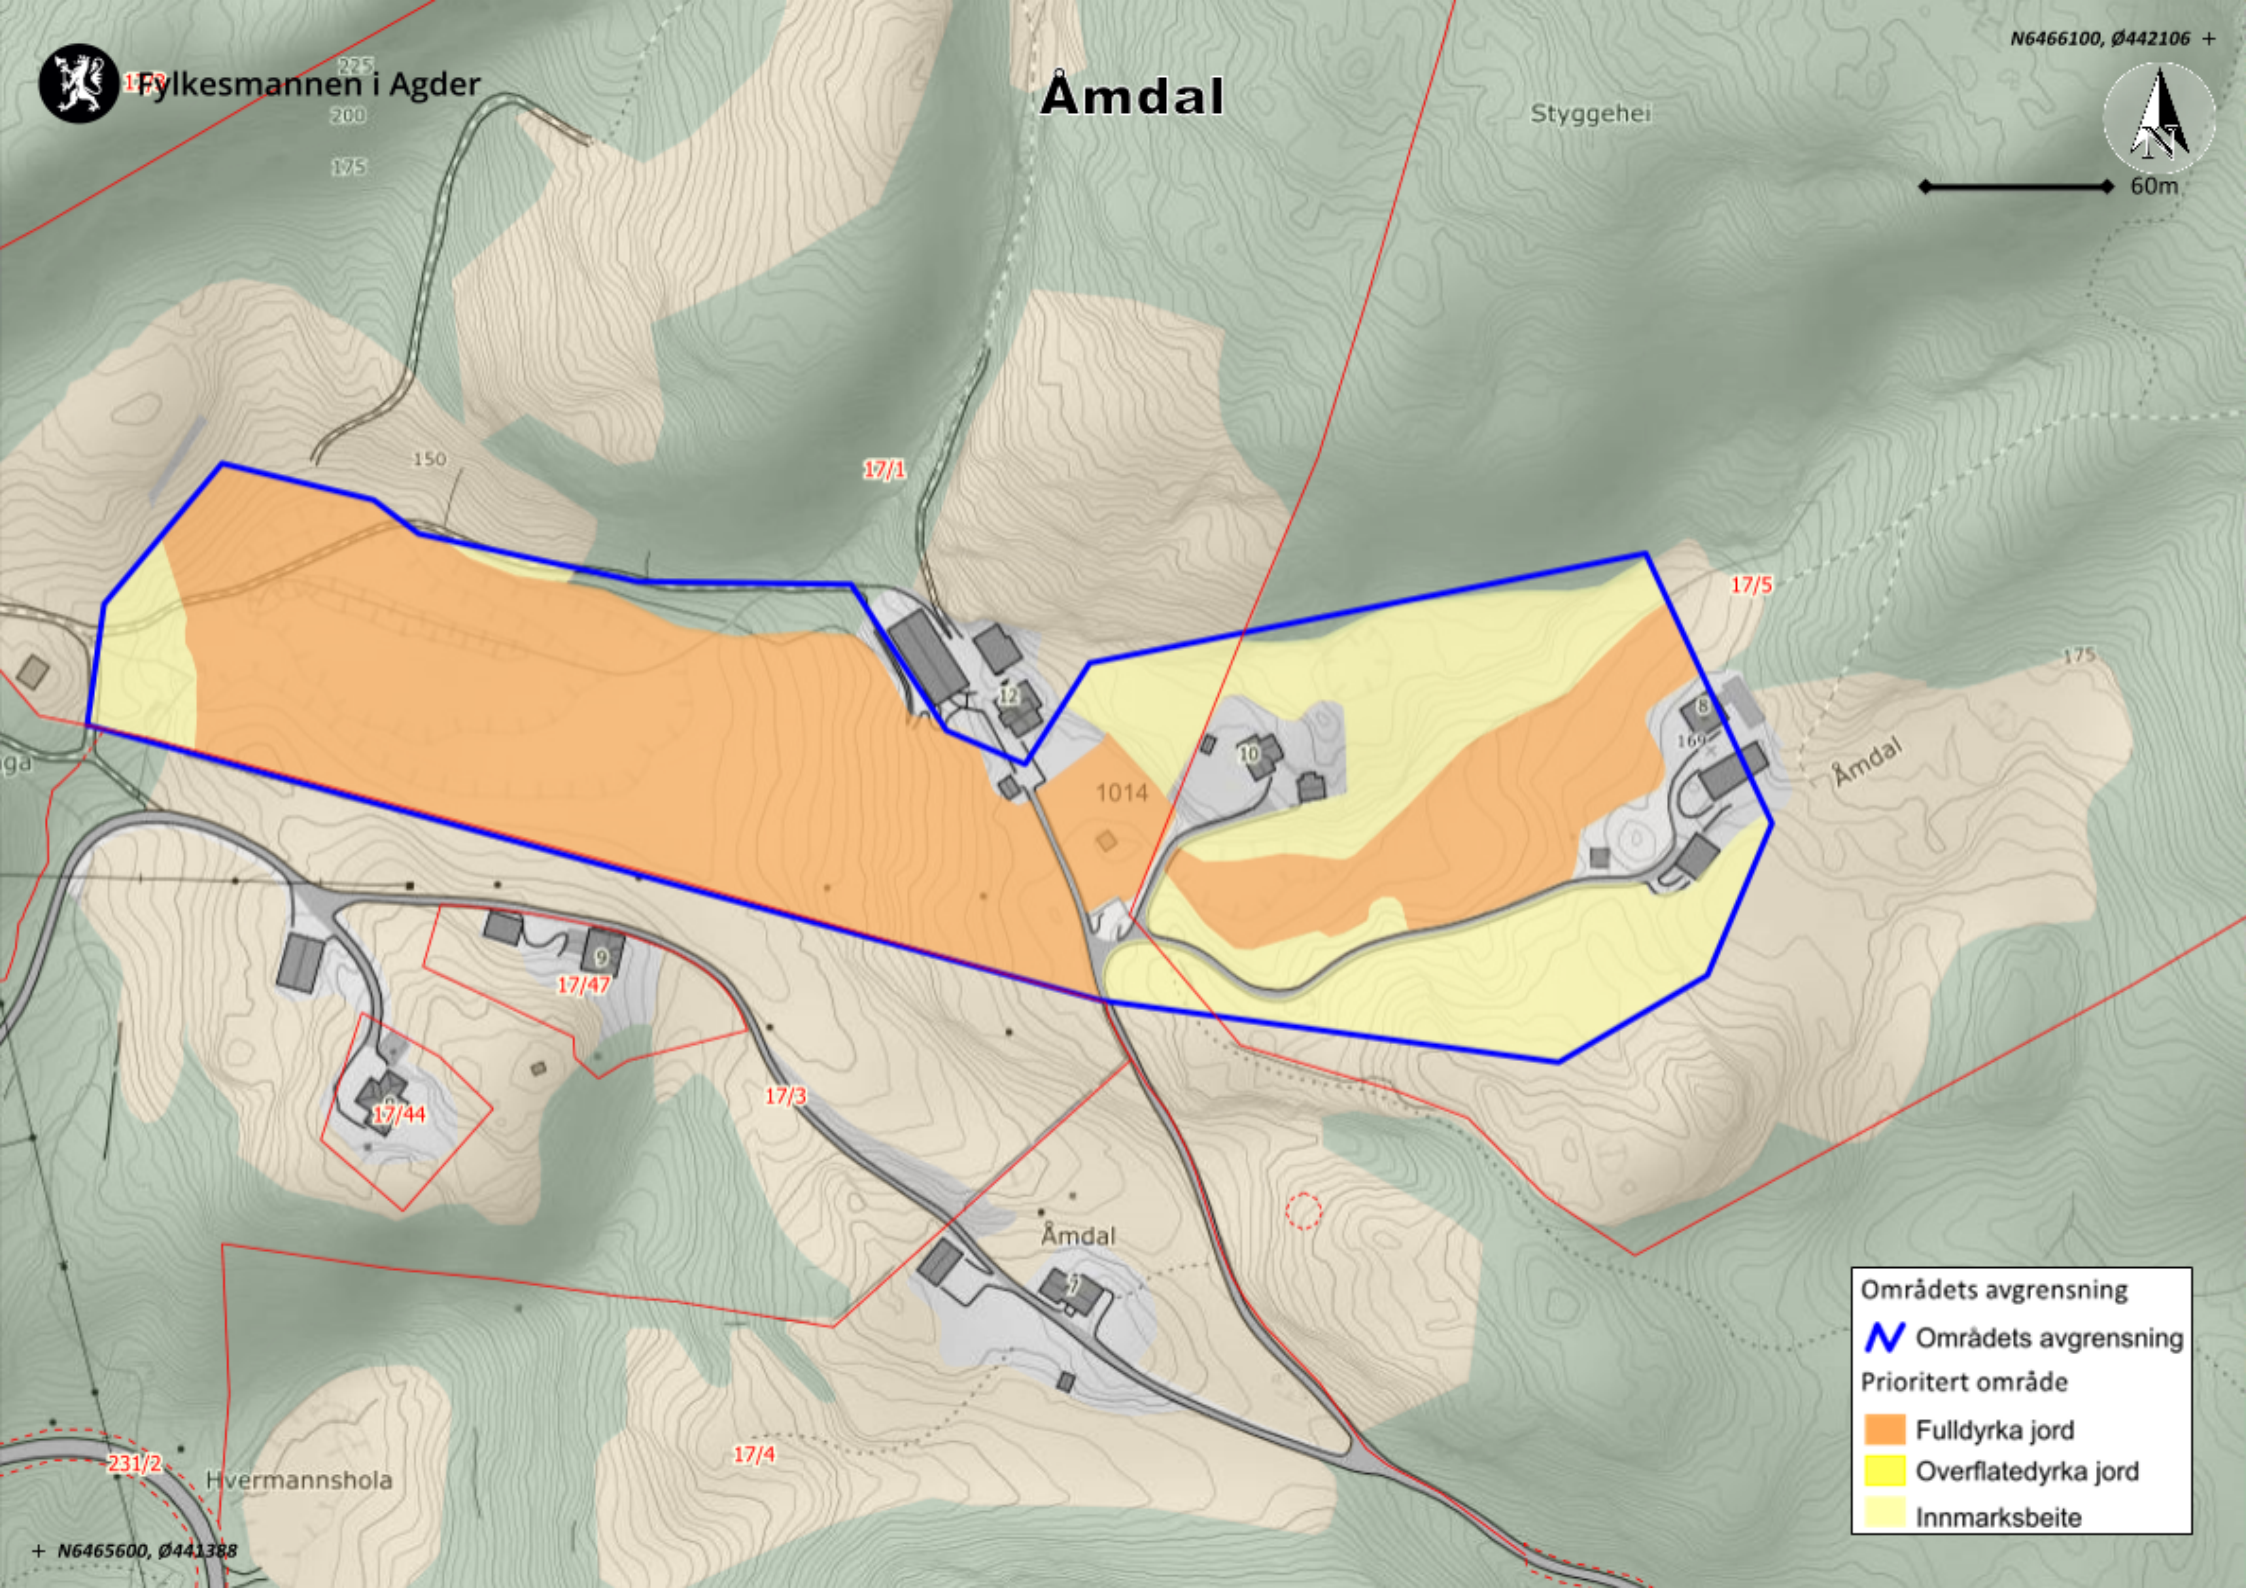 N6466100, Ø442106 +
Fylkesmannen i Agder
Åmdal
Styggehei
225
200
175
60m
150
17/1
17/5
175
12
8
169
10
Åmdal
1014
9
17/47
17/44
17/3
Åmdal
7
17/4
231/2
Hvermannshola
+ N6465600, Ø441388
Områdets avgrensning
Områdets avgrensning
Prioritert område
Fulldyrka jord
Overflatedyrka jord
Innmarksbeite